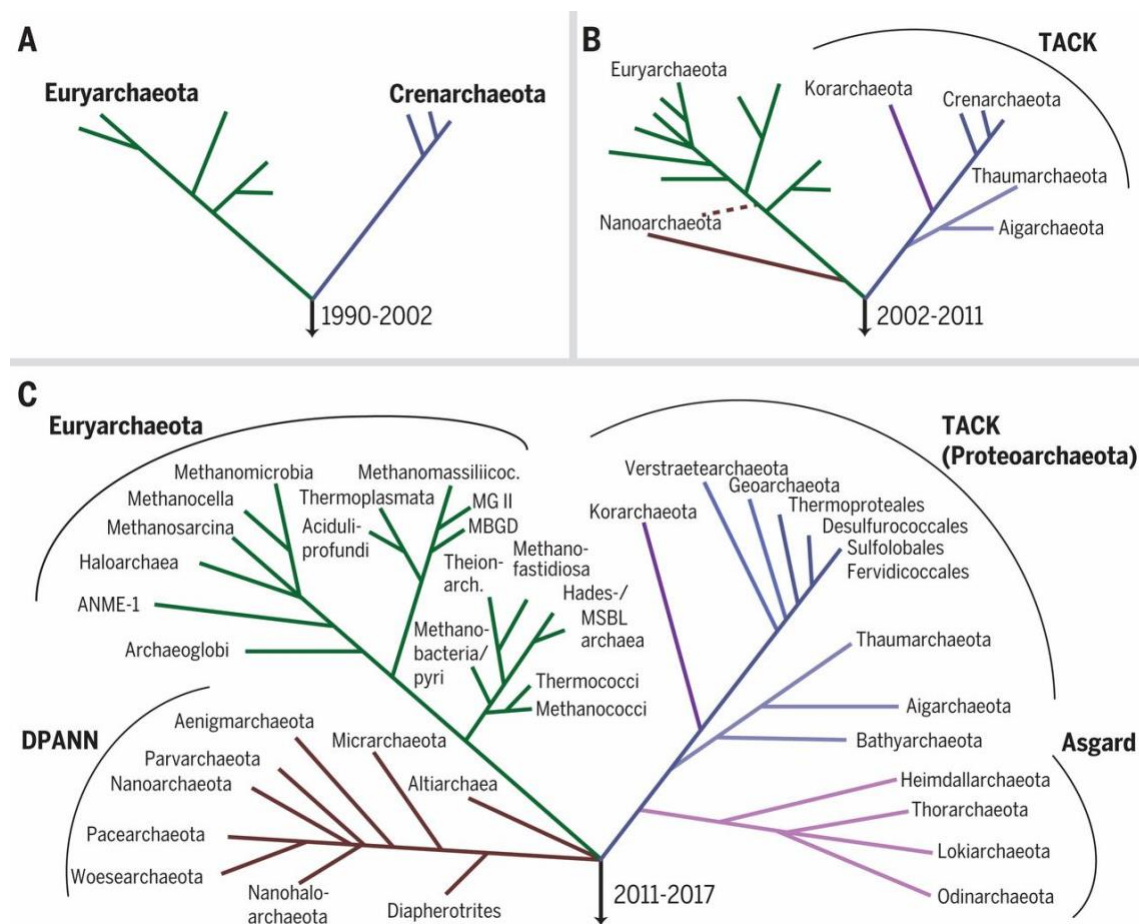 A
Euryarchaeota
Crenarchaeota
1990-2002
B
TACK
Euryarchaeota
Korarchaeota
Crenarchaeota
Thaumarchaeota
Nanoarchaeota
Aigarchaeota
2002-2011
C
Euryarchaeota
Methanomicrobia
Methanocella
Methanosarcina
Haloarchaea
ANME-1
Archaeoglobi
Methanomassiliicoc.
Thermoplasmata
Aciduli-
profundi
MG II
MBGD
Theion-
arch.
Methano-
fastidiosa
Hades-/
MSBL
archaea
Methano-
bacteria/
pyri
Thermococci
Methanococci
DPANN
Aenigmarchaeota
Parvarchaeota
Nanoarchaeota
Pacearchaeota
Woesearchaeota
Nanohalo-
archaeota
Micrarchaeota
Altiarchaea
Diapherotrites
TACK
(Proteoarchaeota)
Verstraetearchaeota
Geoarchaeota
Korarchaeota
Thermoproteales
Desulfurococcales
Sulfolobales
Fervidicoccales
Thaumarchaeota
Aigarchaeota
Bathyarchaeota
Asgard
Heimdallarchaeota
Thorarchaeota
Lokiarchaeota
Odinarchaeota
2011-2017